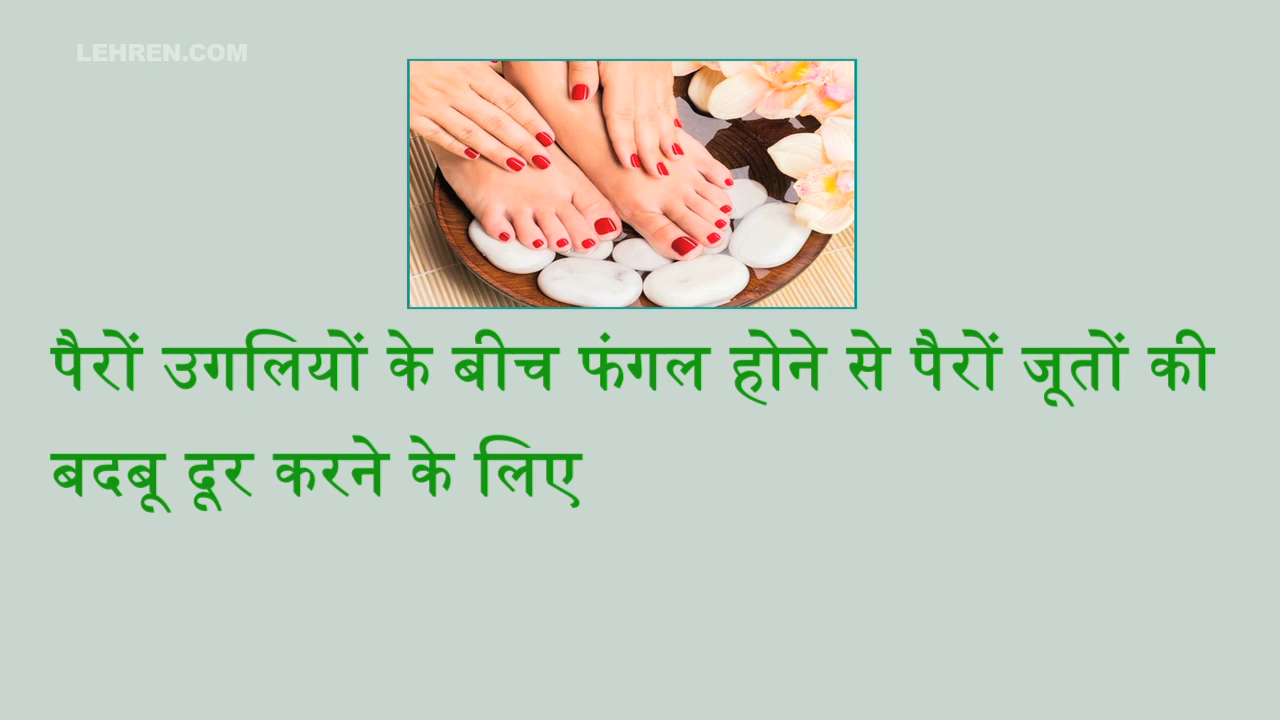 LEHREN.COM
पैरों उगलियों के बीच फंगल होने से पैरों जूतों की
बदबू दूर करने के लिए